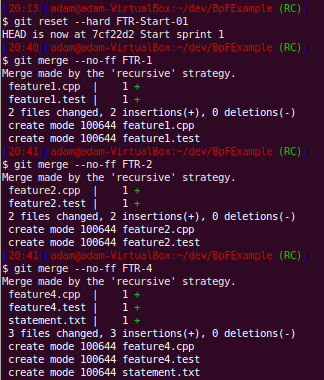 |20:13||adam@adam-VirtualBox:~/dev/BpFExample (RC)|
$ git reset --hard FTR-Start-01
HEAD is now at 7cf22d2 Start sprint 1
|20:40||adam@adam-VirtualBox:~/dev/BpFExample (RC)|
$ git merge --no-ff FTR-1
Merge made by the 'recursive' strategy.
feature1.cpp | 1 +
feature1.test | 1 +
2 files changed, 2 insertions(+), 0 deletions(-)
create mode 100644 feature1.cpp
create mode 100644 feature1.test
|20:41||adam@adam-VirtualBox:~/dev/BpFExample (RC)|
$ git merge --no-ff FTR-2
Merge made by the 'recursive' strategy.
feature2.cpp | 1 +
feature2.test | 1 +
2 files changed, 2 insertions(+), 0 deletions(-)
create mode 100644 feature2.cpp
create mode 100644 feature2.test
|20:41||adam@adam-VirtualBox:~/dev/BpFExample (RC)|
$ git merge --no-ff FTR-4
Merge made by the 'recursive' strategy.
feature4.cpp | 1 +
feature4.test | 1 +
statement.txt | 1 +
3 files changed, 3 insertions(+), 0 deletions(-)
create mode 100644 feature4.cpp
create mode 100644 feature4.test
create mode 100644 statement.txt